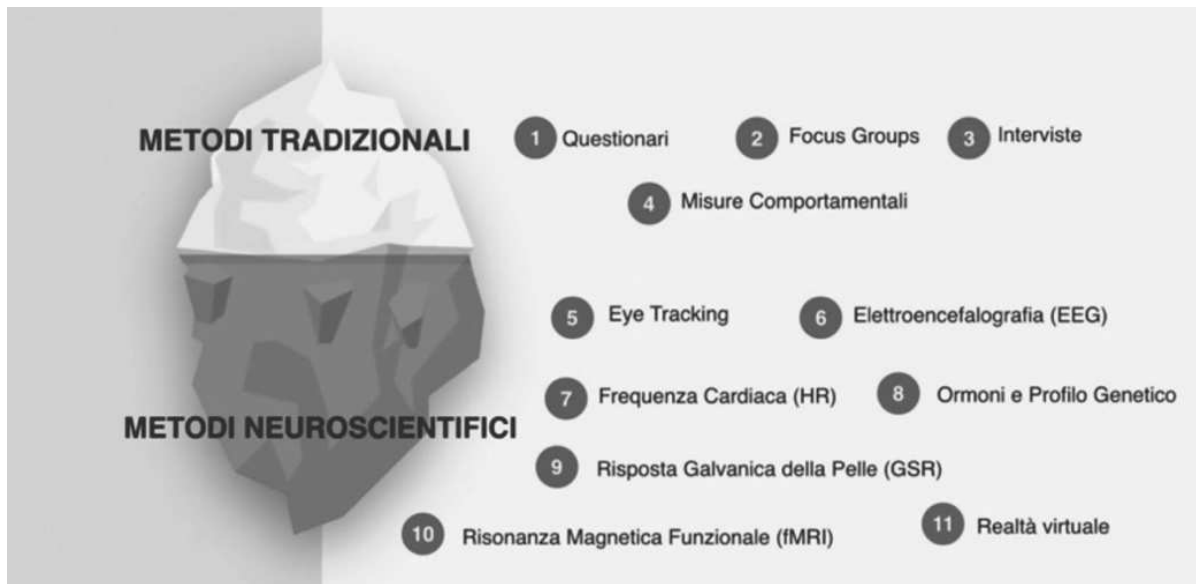 METODI TRADIZIONALI
1 Questionari
2 Focus Groups
3 Interviste
4 Misure Comportamentali
5 Eye Tracking
6 Elettroencefalografia (EEG)
7 Frequenza Cardiaca (HR)
8 Ormoni e Profilo Genetico
METODI NEUROSCIENTIFICI
9 Risposta Galvanica della Pelle (GSR)
10 Risonanza Magnetica Funzionale (fMRI)
11 Realtà virtuale